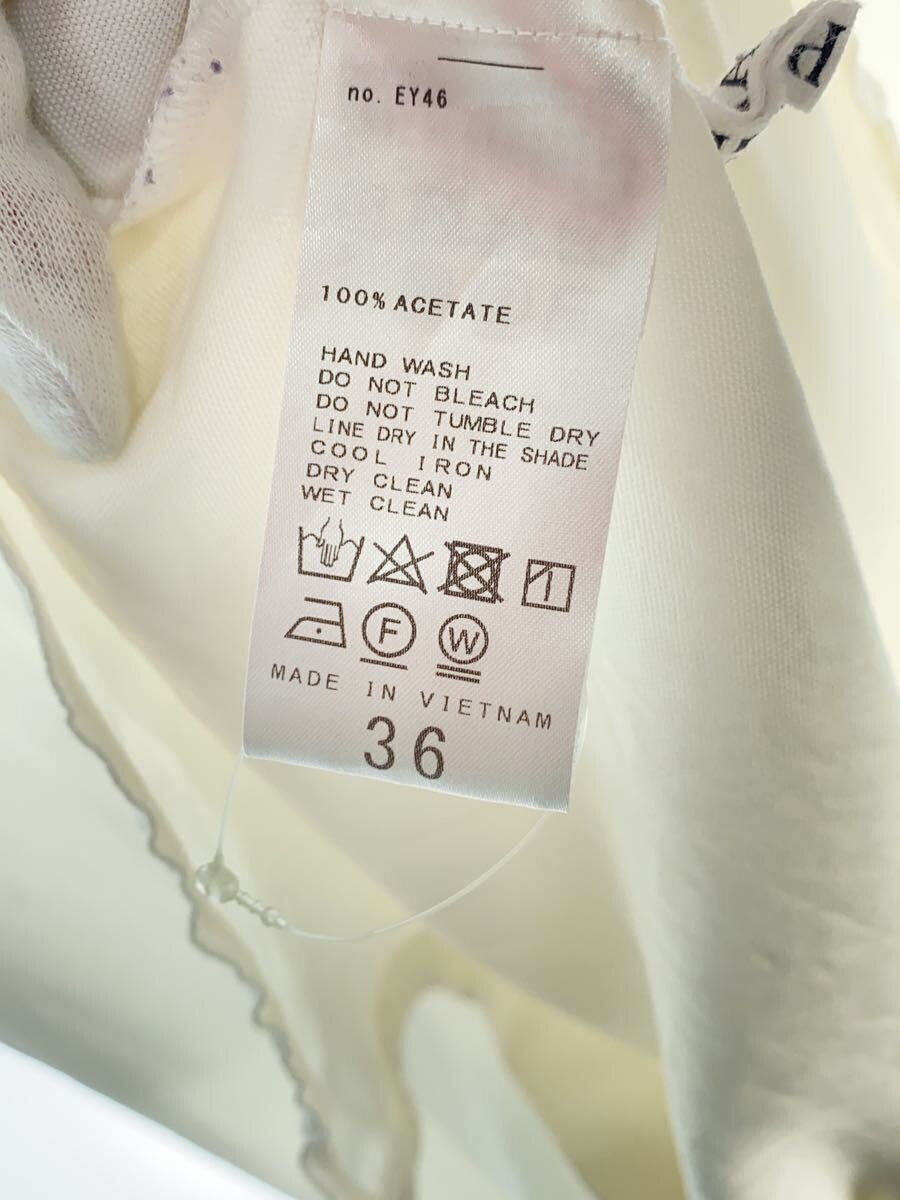 no. EY46
100% ACETATE
HAND WASH
DO NOT BLEACH
DO NOT TUMBLE DRY
LINE DRY IN THE SHADE
COOL IRON
DRY CLEAN
WET CLEAN
F W
MADE IN VIETNAM
36
P